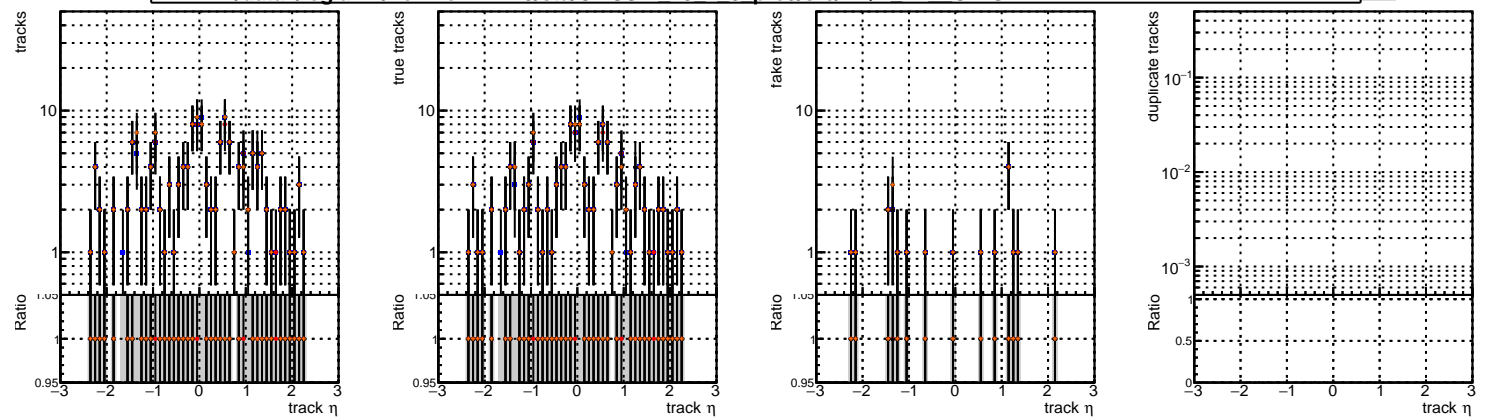 tracks
10
1
1.05
Ratio
1
0.95
−3 −2 −1 0 1 2 3
track η
true tracks
10
1
1.05
Ratio
1
0.95
−3 −2 −1 0 1 2 3
track η
fake tracks
10
1
1.05
Ratio
1
0.95
−3 −2 −1 0 1 2 3
track η
duplicate tracks
10−1
10−2
10−3
Ratio
1
0.5
0
−3 −2 −1 0 1 2 3
track η